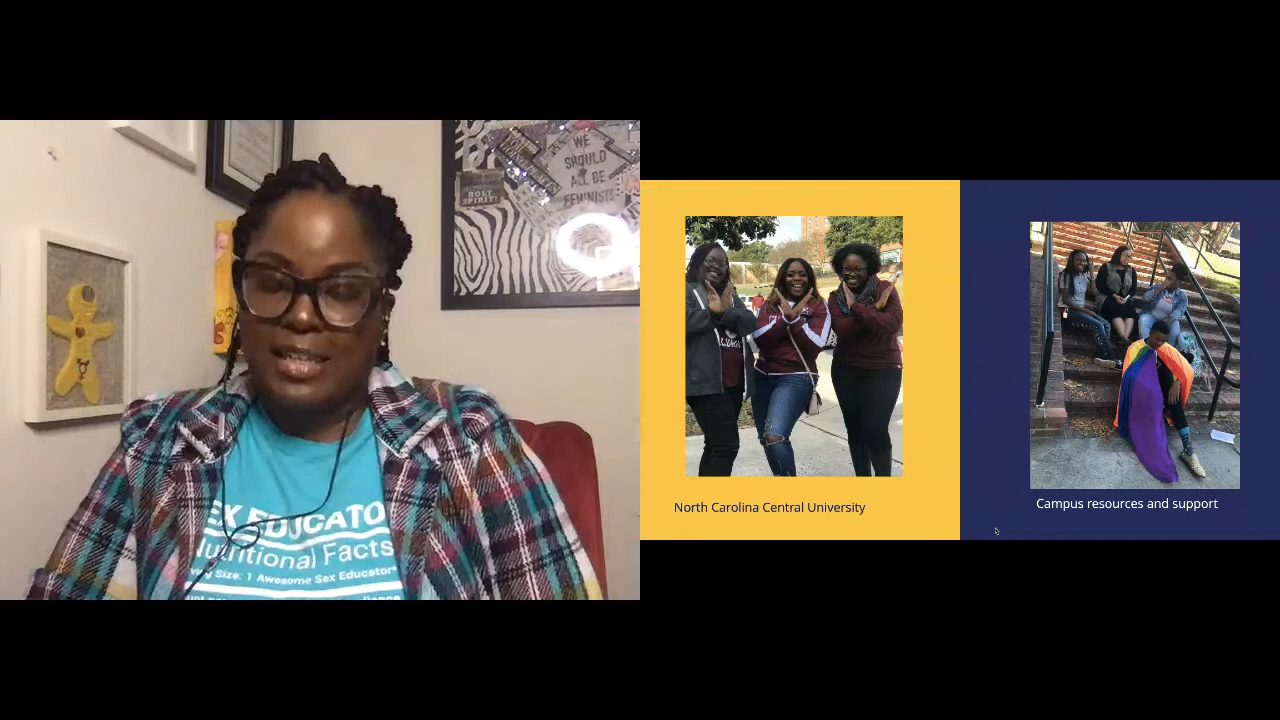 WE
SHOULD
ALL BE
FEMINISTS
HOLY
SPIRIT!
EX EDUCATO
Nutritional Facts
Size: 1 Awesome Sex Educator
North Carolina Central University
Campus resources and support